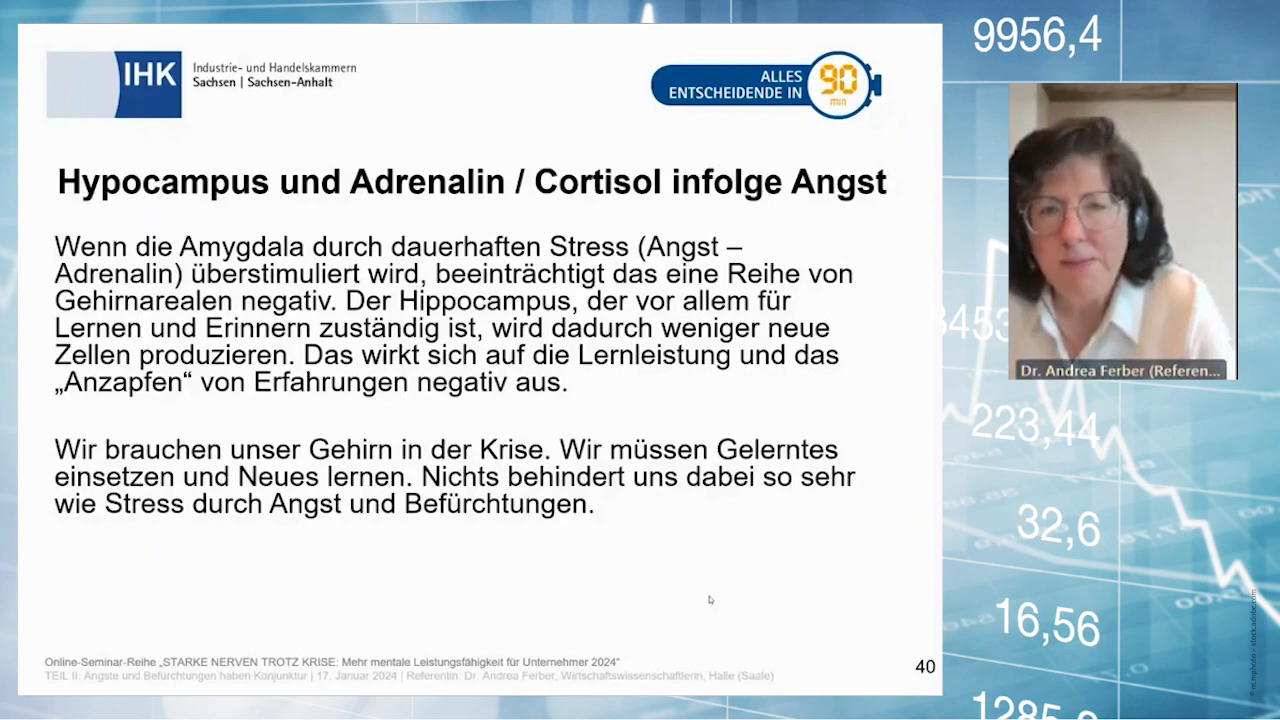 IHK
Industrie- und Handelskammern
Sachsen | Sachsen-Anhalt
ALLES
ENTSCHEIDENDE IN
90
min
Hypocampus und Adrenalin / Cortisol infolge Angst
Wenn die Amygdala durch dauerhaften Stress (Angst –
Adrenalin) überstimuliert wird, beeinträchtigt das eine Reihe von
Gehirnarealen negativ. Der Hippocampus, der vor allem für
Lernen und Erinnern zuständig ist, wird dadurch weniger neue
Zellen produzieren. Das wirkt sich auf die Lernleistung und das
„Anzapfen“ von Erfahrungen negativ aus.
Wir brauchen unser Gehirn in der Krise. Wir müssen Gelerntes
einsetzen und Neues lernen. Nichts behindert uns dabei so sehr
wie Stress durch Angst und Befürchtungen.
Online-Seminar-Reihe „STARKE NERVEN TROTZ KRISE: Mehr mentale Leistungsfähigkeit für Unternehmer 2024“
TEIL II: Ängste und Befürchtungen haben Konjunktur | 17. Januar 2024 | Referentin: Dr. Andrea Ferber, Wirtschaftswissenschaftlerin, Halle (Saale)
40
9956,4
Dr. Andrea Ferber (Referen...
223,44
32,6
16,56
© m.mphoto - stock.adobe.com